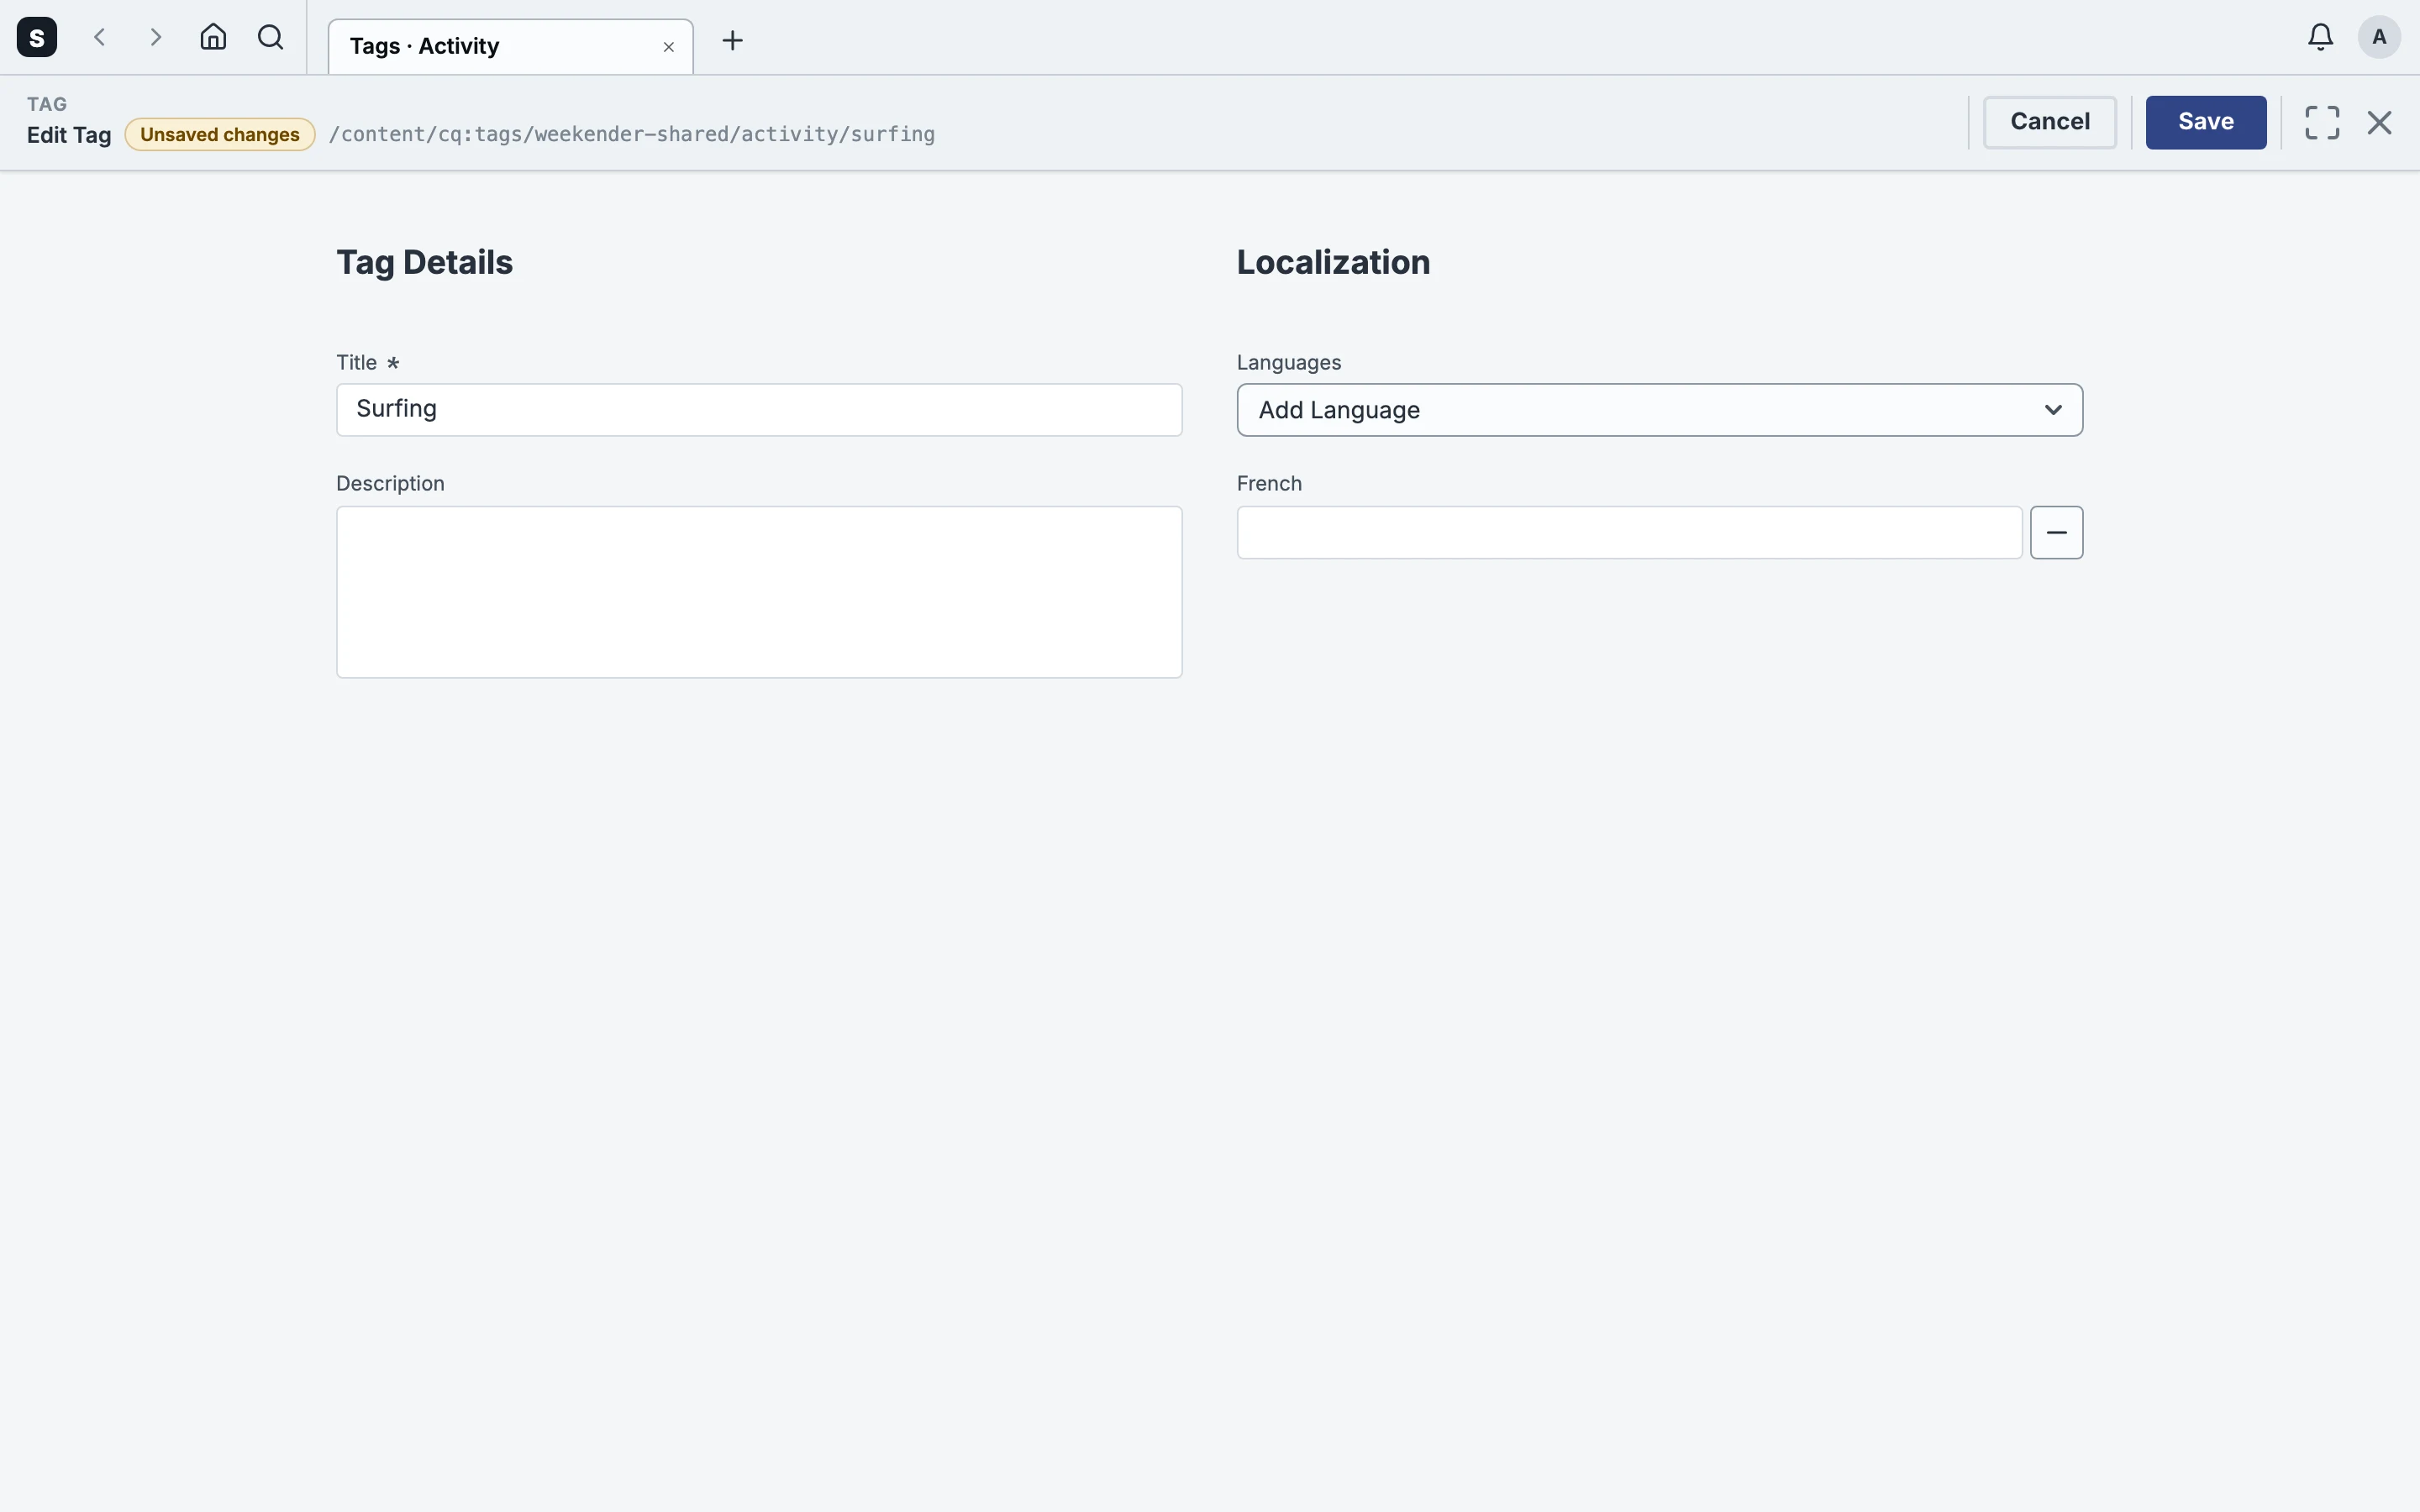 S
Tags · Activity
A
TAG
Edit Tag Unsaved changes /content/cq:tags/weekender-shared/activity/surfing
Cancel
Save
Tag Details
Title *
Surfing
Description
Localization
Languages
Add Language
French